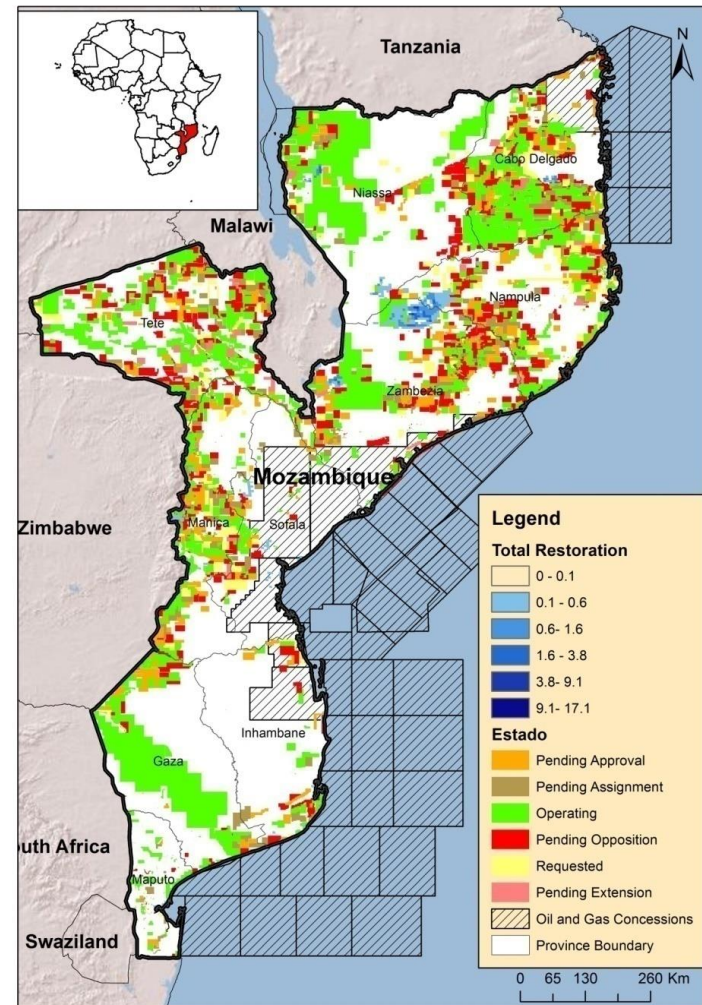 Tanzania
N
Cabo Delgado
Niassa
Malawi
Nampula
Tete
Zambezia
Mozambique
Zimbabwe
Manica
Sofala
Inhambane
Gaza
outh Africa
Maputo
Swaziland
Legend
Total Restoration
0 - 0.1
0.1 - 0.6
0.6- 1.6
1.6 - 3.8
3.8- 9.1
9.1- 17.1
Estado
Pending Approval
Pending Assignment
Operating
Pending Opposition
Requested
Pending Extension
Oil and Gas Concessions
Province Boundary
0 65 130 260 Km